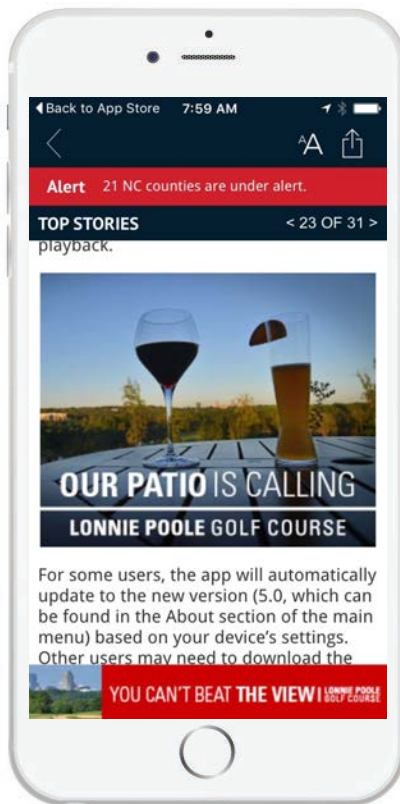 Back to App Store 7:59 AM
AA
Alert 21 NC counties are under alert.
TOP STORIES < 23 OF 31 >
playback.
OUR PATIO IS CALLING
LONNIE POOLE GOLF COURSE
For some users, the app will automatically
update to the new version (5.0, which can
be found in the About section of the main
menu) based on your device's settings.
Other users may need to download the
YOU CAN'T BEAT THE VIEW | LONNIE POOLE
GOLF COURSE